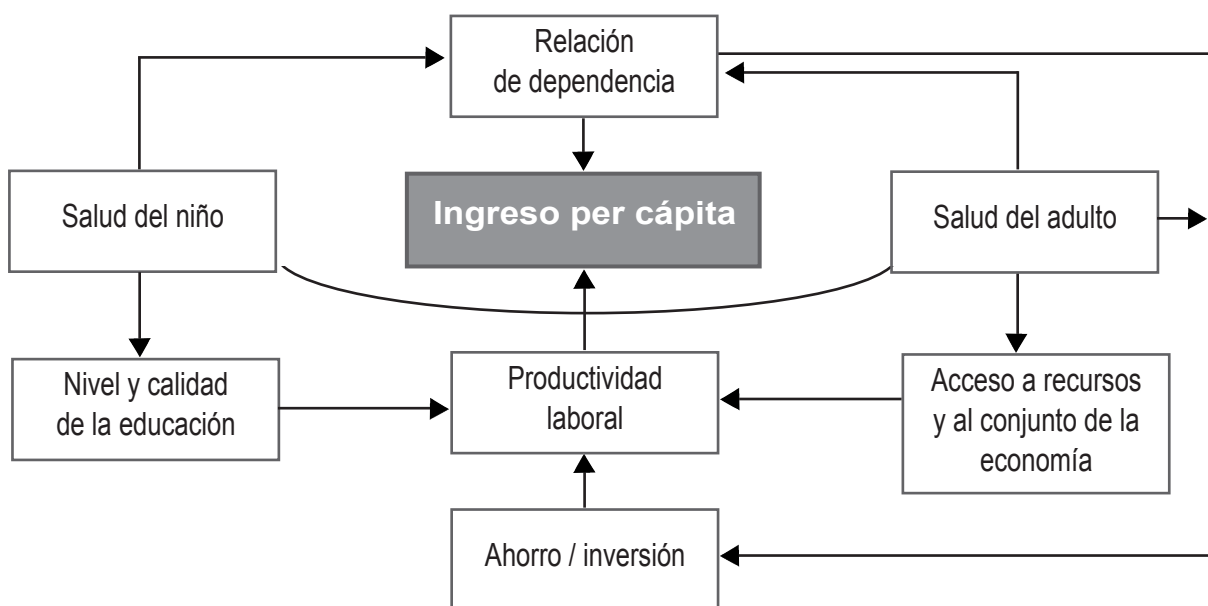 Relación
de dependencia
Salud del niño
Ingreso per cápita
Salud del adulto
Nivel y calidad
de la educación
Productividad
laboral
Acceso a recursos
y al conjunto de la
economía
Ahorro / inversión